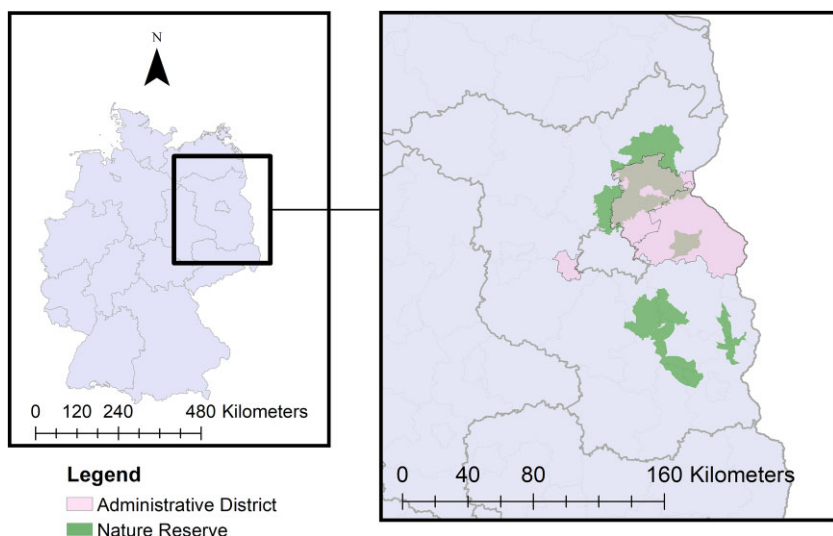 N
0 120 240 480 Kilometers
Legend
Administrative District
Nature Reserve
0 40 80 160 Kilometers